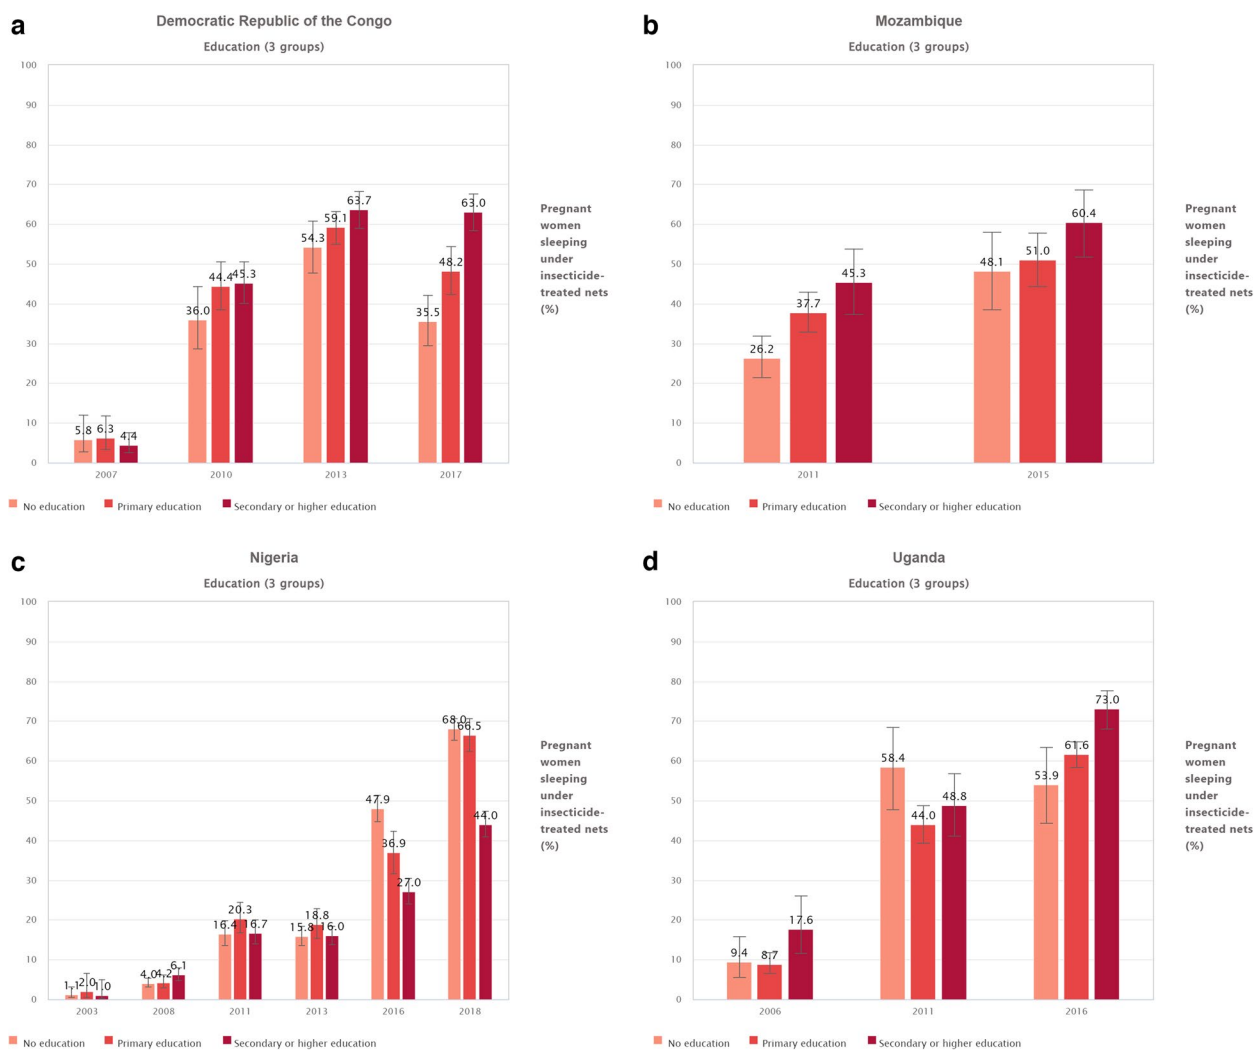 a
Democratic Republic of the Congo
Education (3 groups)
100
90
80
70
60
50
40
30
20
10
0
5.8 6.3 4.4
36.0 44.4 45.3
54.3 59.1 63.7
35.5 48.2 63.0
2007 2010 2013 2017
Pregnant
women
sleeping
under
insecticide-
treated nets
(%)
No education Primary education Secondary or higher education
b
Mozambique
Education (3 groups)
100
90
80
70
60
50
40
30
20
10
0
26.2 37.7 45.3
48.1 51.0 60.4
2011 2015
Pregnant
women
sleeping
under
insecticide-
treated nets
(%)
No education Primary education Secondary or higher education
c
Nigeria
Education (3 groups)
100
90
80
70
60
50
40
30
20
10
0
1.1 2.0 1.0
4.0 4.2 6.1
16.4 20.3 16.7
15.8 18.8 16.0
47.9 36.9 27.0
68.0 66.5 44.0
2003 2008 2011 2013 2016 2018
Pregnant
women
sleeping
under
insecticide-
treated nets
(%)
No education Primary education Secondary or higher education
d
Uganda
Education (3 groups)
100
90
80
70
60
50
40
30
20
10
0
9.4 8.7 17.6
58.4 44.0 48.8
53.9 61.6 73.0
2006 2011 2016
Pregnant
women
sleeping
under
insecticide-
treated nets
(%)
No education Primary education Secondary or higher education